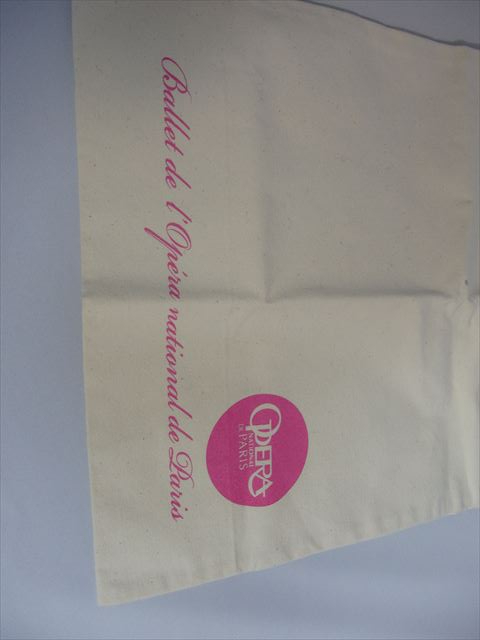 OPERA
NATIONAL
DE PARIS
Ballet de l'Opéra national de Paris